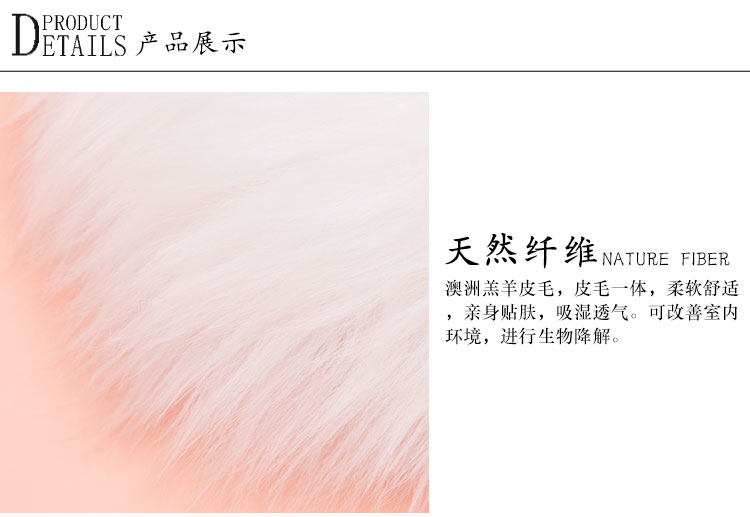 PRODUCT
DETAILS 产品展示
天然纤维 NATURE FIBER
澳洲羔羊皮毛，皮毛一体，柔软舒适
，亲身贴肤，吸湿透气。可改善室内
环境，进行生物降解。